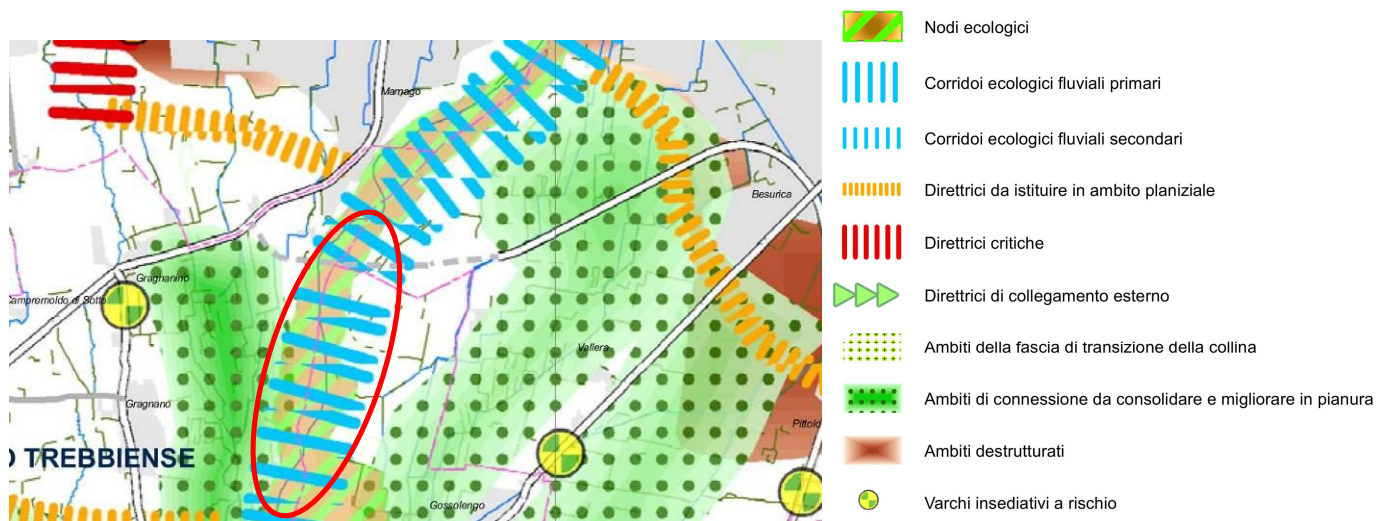 Mamago
Besurica
Gragnanino
Campremoldo di Sotto
Vallera
Gragnano
Pittolo
TREBBIENSE
Gossolengo
Nodi ecologici
Corridoi ecologici fluviali primari
Corridoi ecologici fluviali secondari
Direttrici da istituire in ambito planiziale
Direttrici critiche
Direttrici di collegamento esterno
Ambiti della fascia di transizione della collina
Ambiti di connessione da consolidare e migliorare in pianura
Ambiti destrutturati
Varchi insediativi a rischio